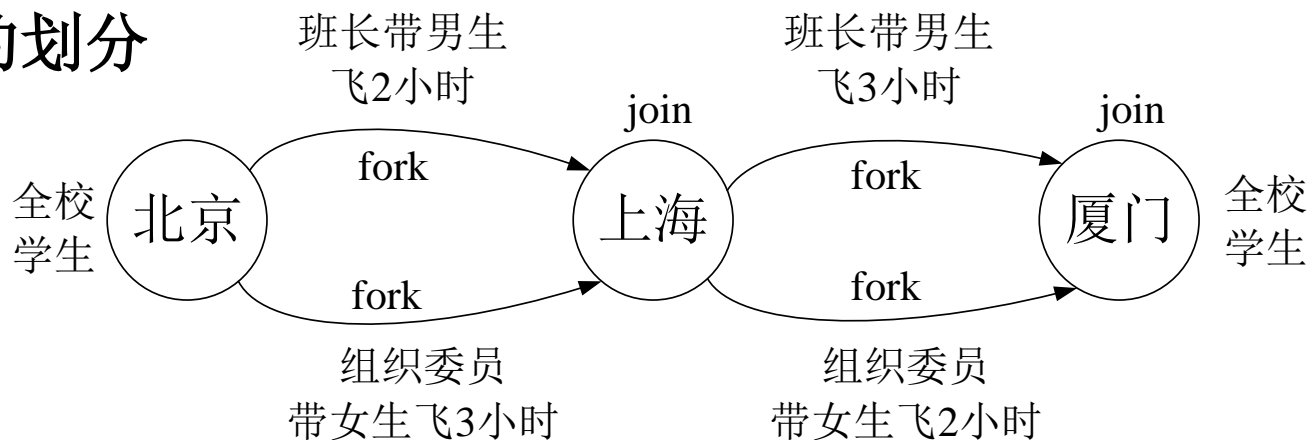 的划分
班长带男生
飞2小时
班长带男生
飞3小时
join
join
fork
fork
全校
学生
北京
上海
厦门
全校
学生
fork
fork
组织委员
带女生飞3小时
组织委员
带女生飞2小时